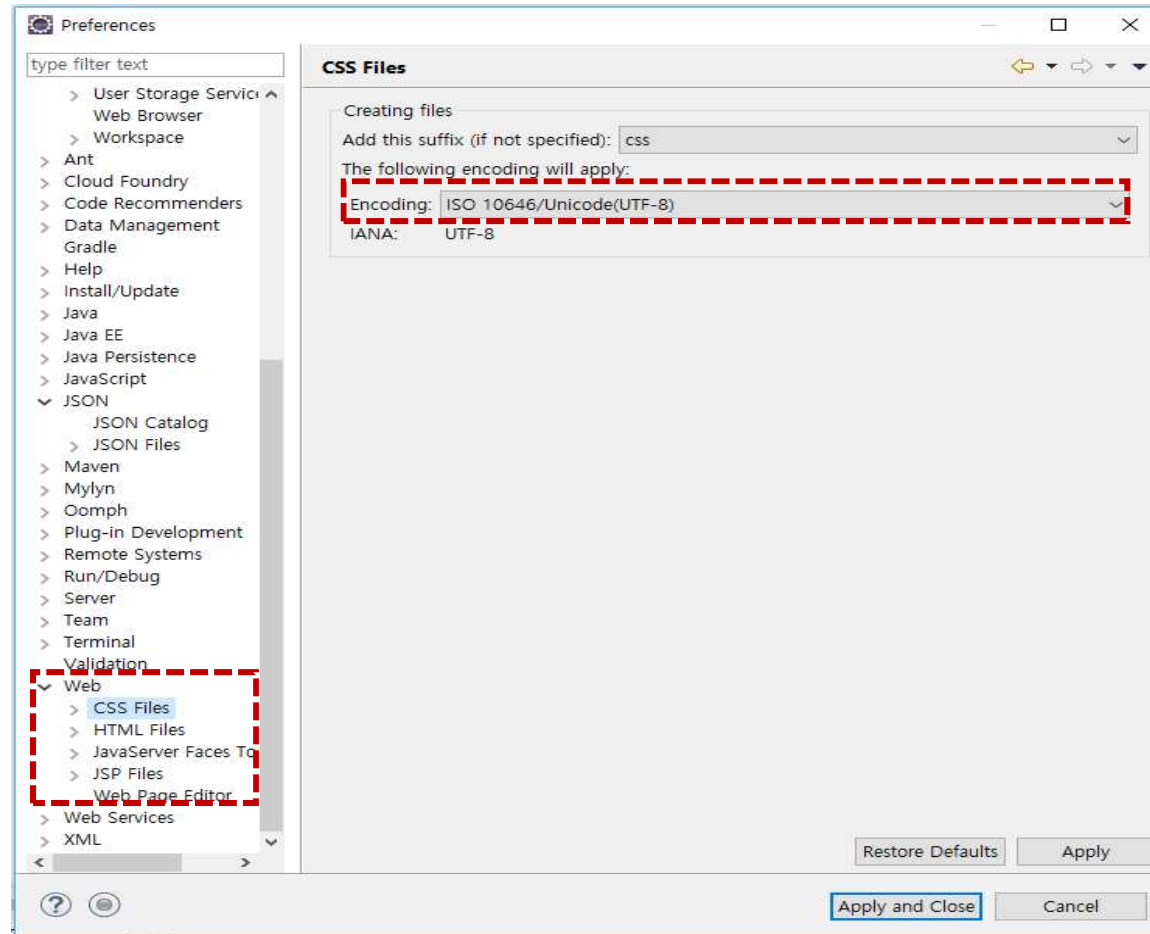 Preferences
type filter text
User Storage Servic
Web Browser
Workspace
Ant
Cloud Foundry
Code Recommenders
Data Management
Gradle
Help
Install/Update
Java
Java EE
Java Persistence
JavaScript
JSON
JSON Catalog
JSON Files
Maven
Mylyn
Oomph
Plug-in Development
Remote Systems
Run/Debug
Server
Team
Terminal
Validation
Web
CSS Files
HTML Files
JavaServer Faces To
JSP Files
Web Page Editor
Web Services
XML
CSS Files
Creating files
Add this suffix (if not specified): css
The following encoding will apply:
Encoding: ISO 10646/Unicode(UTF-8)
IANA: UTF-8
Restore Defaults Apply
Apply and Close Cancel